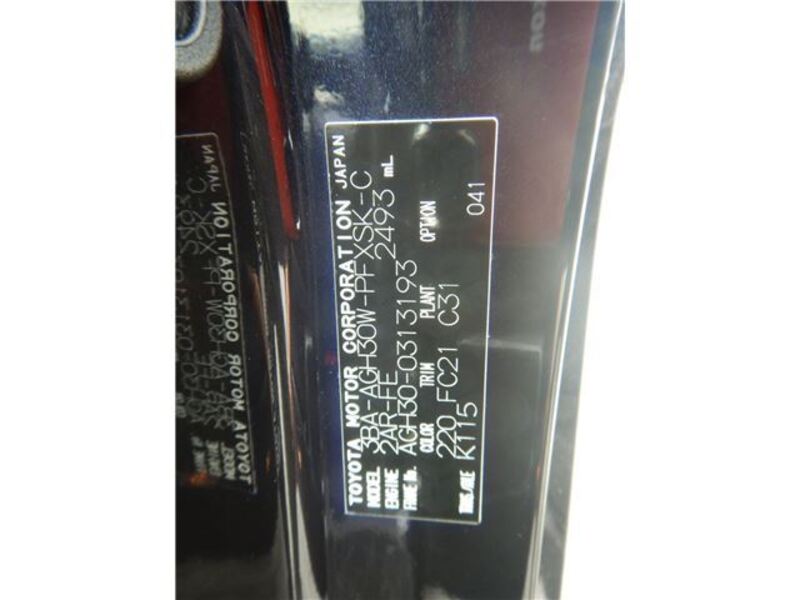 TOYOTA MOTOR CORPORATION JAPAN
MODEL 3BA-AGH30W-PFXSK-C
ENGINE 2AR-FE 2493 mL
FRAME No. AGH30-0313193
COLOR TRIM PLANT OPTION
220 FC21 C31 041
TRANS/AXLE K115